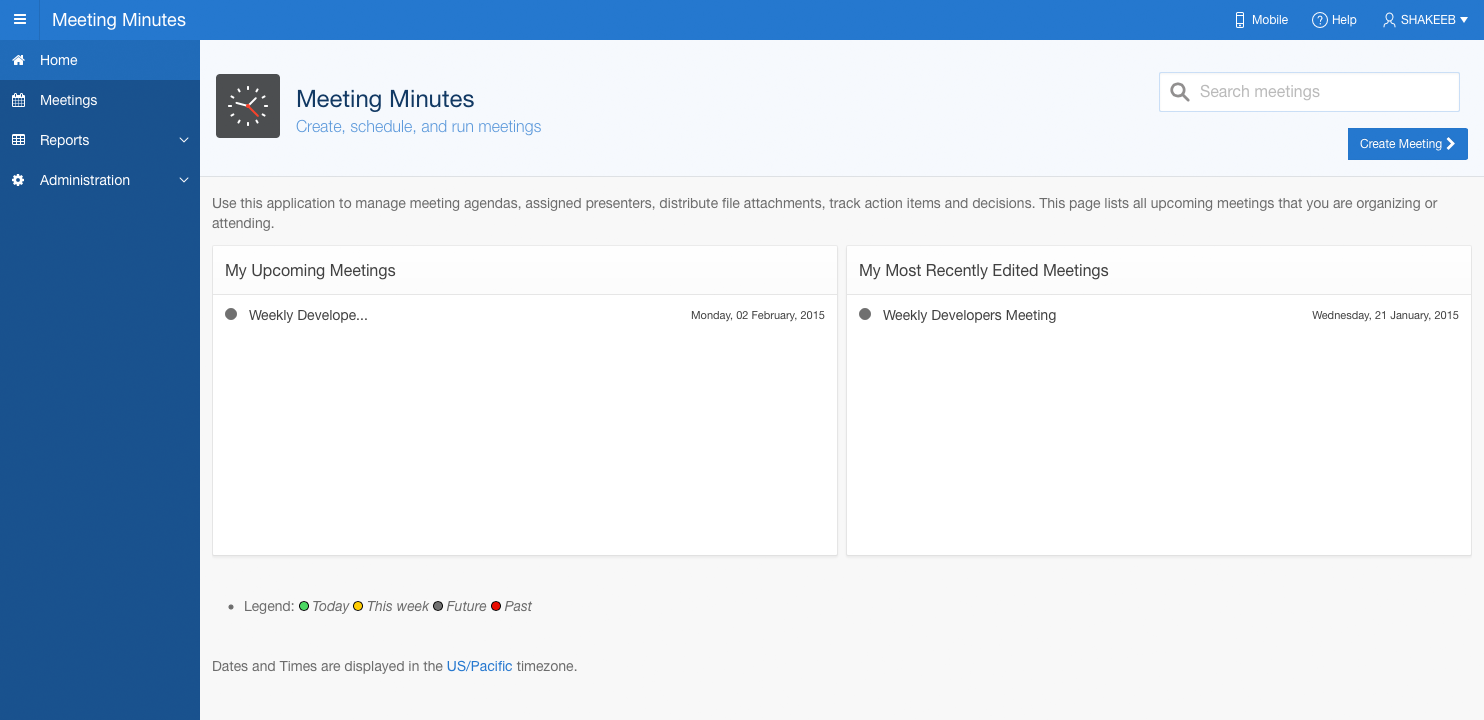 Meeting Minutes
Mobile
Help
SHAKEEB
Home
Meetings
Reports
Administration
Meeting Minutes
Create, schedule, and run meetings
Search meetings
Create Meeting
Use this application to manage meeting agendas, assigned presenters, distribute file attachments, track action items and decisions. This page lists all upcoming meetings that you are organizing or
attending.
My Upcoming Meetings
Weekly Develope...
Monday, 02 February, 2015
My Most Recently Edited Meetings
Weekly Developers Meeting
Wednesday, 21 January, 2015
Legend: Today This week Future Past
Dates and Times are displayed in the US/Pacific timezone.